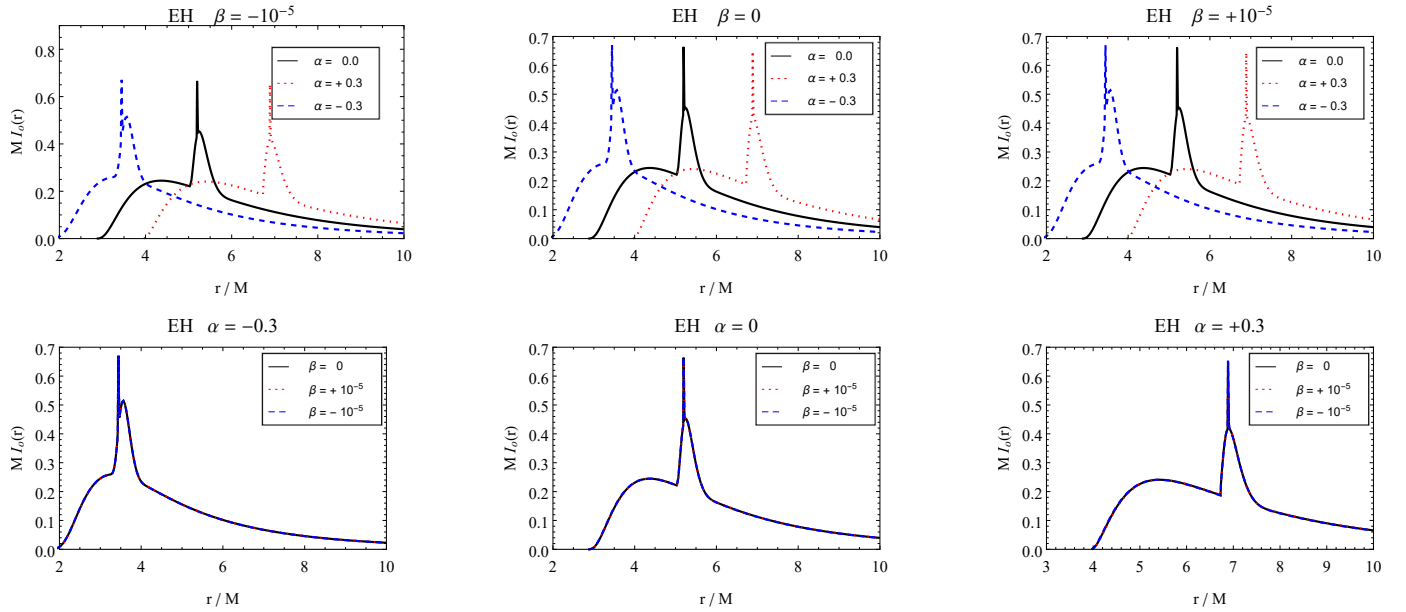 EH β = −10⁻⁵
α = 0.0
α = + 0.3
α = − 0.3
M Iₒ(r)
0.8
0.6
0.4
0.2
0.0
2 4 6 8 10
r / M
EH β = 0
α = 0.0
α = + 0.3
α = − 0.3
M Iₒ(r)
0.7
0.6
0.5
0.4
0.3
0.2
0.1
0.0
2 4 6 8 10
r / M
EH β = +10⁻⁵
α = 0.0
α = + 0.3
α = − 0.3
M Iₒ(r)
0.7
0.6
0.5
0.4
0.3
0.2
0.1
0.0
2 4 6 8 10
r / M
EH α = −0.3
β = 0
β = + 10⁻⁵
β = − 10⁻⁵
M Iₒ(r)
0.7
0.6
0.5
0.4
0.3
0.2
0.1
0.0
2 4 6 8 10
r / M
EH α = 0
β = 0
β = + 10⁻⁵
β = − 10⁻⁵
M Iₒ(r)
0.7
0.6
0.5
0.4
0.3
0.2
0.1
0.0
2 4 6 8 10
r / M
EH α = +0.3
β = 0
β = + 10⁻⁵
β = − 10⁻⁵
M Iₒ(r)
0.7
0.6
0.5
0.4
0.3
0.2
0.1
0.0
3 4 5 6 7 8 9 10
r / M